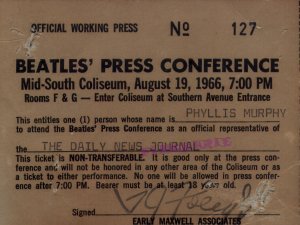 OFFICIAL WORKING PRESS No 127
BEATLES' PRESS CONFERENCE
Mid-South Coliseum, August 19, 1966, 7:00 PM
Rooms F & G — Enter Coliseum at Southern Avenue Entrance
This entitles one (1) person whose name is PHYLLIS MURPHY
to attend the Beatles' Press Conference as an official representative of
the THE DAILY NEWS JOURNAL
This ticket is NON-TRANSFERABLE. It is good only at the press con-
ference and will not be honored in any other area of the Coliseum or as
a ticket to either performance. No one will be allowed in press confer-
ence after 7:00 PM. Bearer must be at least 18 years old.
Signed
EARLY MAXWELL ASSOCIATES